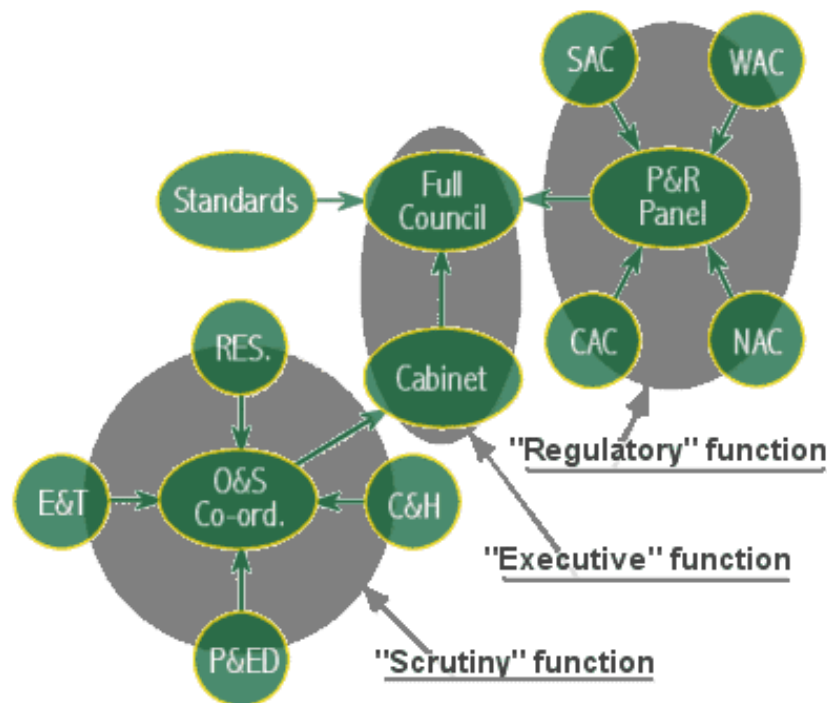 SAC
WAC
Standards
Full
Council
P&R
Panel
RES.
Cabinet
CAC
NAC
"Regulatory" function
E&T
O&S
Co-ord.
C&H
"Executive" function
P&ED
"Scrutiny" function